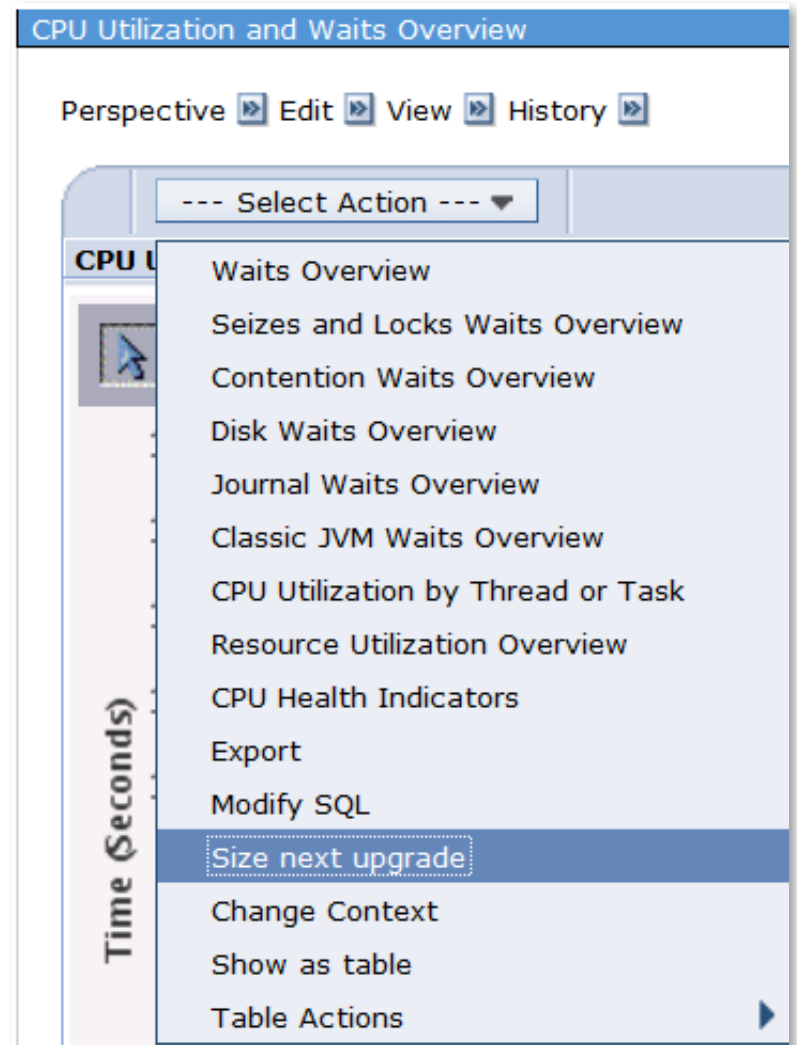 CPU Utilization and Waits Overview
Perspective Edit View History
--- Select Action ---
CPU
Waits Overview
Seizes and Locks Waits Overview
Contention Waits Overview
Disk Waits Overview
Journal Waits Overview
Classic JVM Waits Overview
CPU Utilization by Thread or Task
Resource Utilization Overview
CPU Health Indicators
Export
Modify SQL
Size next upgrade
Change Context
Show as table
Table Actions
Time (Seconds)